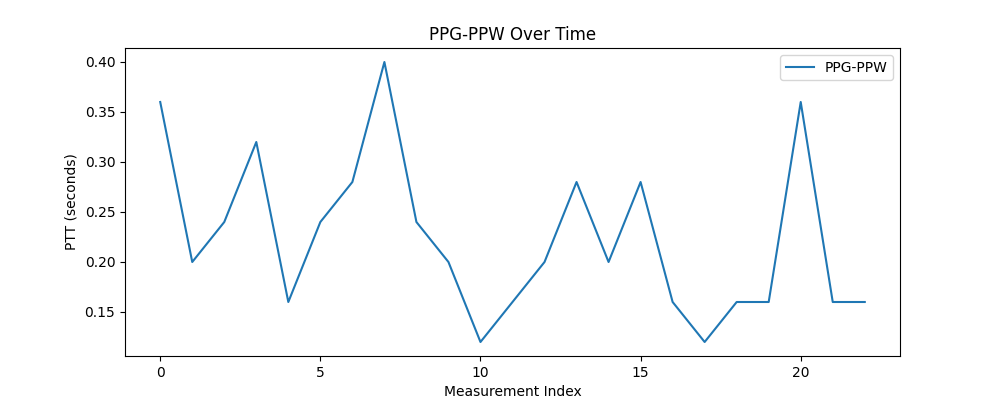 PPG-PPW Over Time
PPG-PPW
PTT (seconds)
0.40
0.35
0.30
0.25
0.20
0.15
0 5 10 15 20
Measurement Index